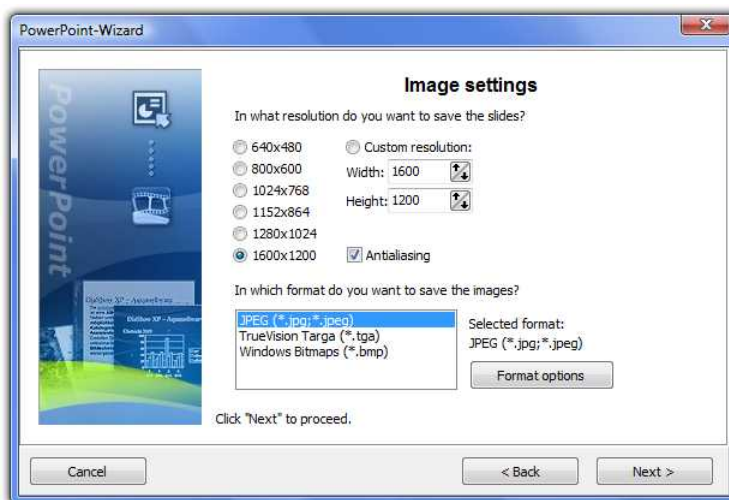 PowerPoint-Wizard
PowerPoint
Image settings
In what resolution do you want to save the slides?
640x480
800x600
1024x768
1152x864
1280x1024
1600x1200
Custom resolution:
Width: 1600
Height: 1200
Antialiasing
In which format do you want to save the images?
JPEG (*.jpg;*.jpeg)
TrueVision Targa (*.tga)
Windows Bitmaps (*.bmp)
Selected format:
JPEG (*.jpg;*.jpeg)
Format options
Click "Next" to proceed.
Cancel
< Back
Next >